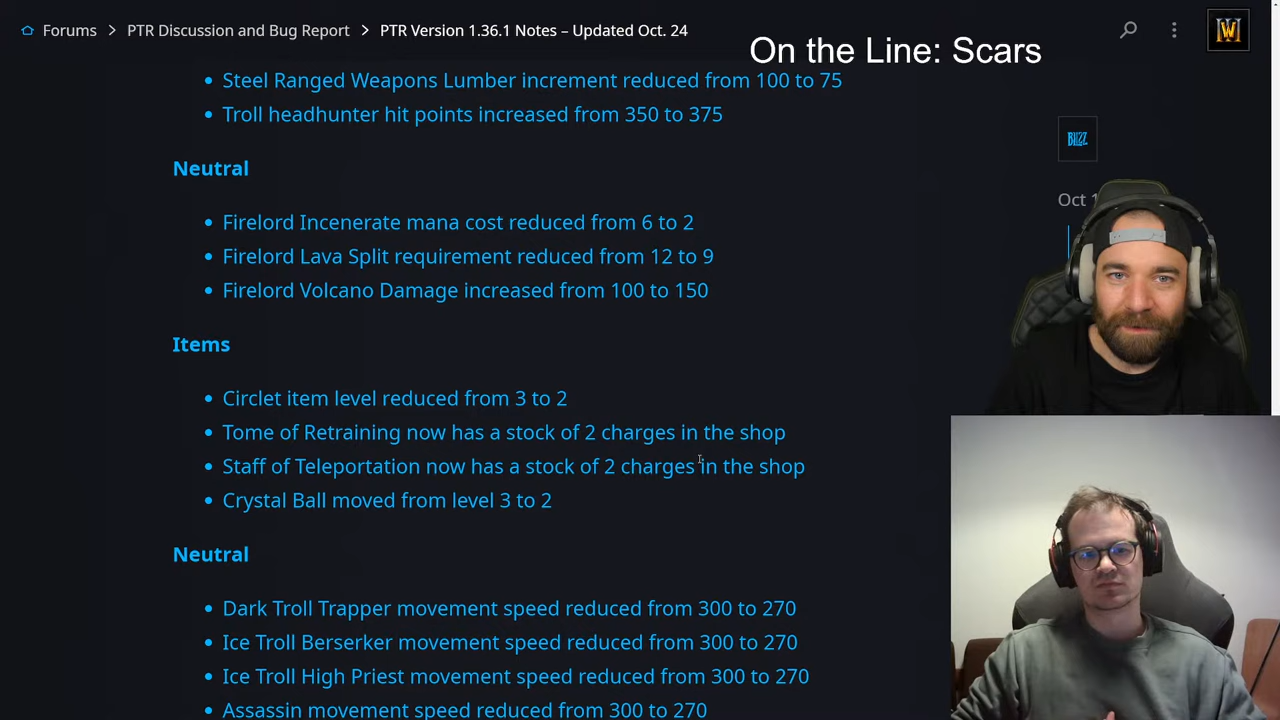 Forums > PTR Discussion and Bug Report > PTR Version 1.36.1 Notes – Updated Oct. 24
On the Line: Scars
• Steel Ranged Weapons Lumber increment reduced from 100 to 75
• Troll headhunter hit points increased from 350 to 375
BLIZZ
Neutral
Oct 1
• Firelord Incenerate mana cost reduced from 6 to 2
• Firelord Lava Split requirement reduced from 12 to 9
• Firelord Volcano Damage increased from 100 to 150
Items
• Circlet item level reduced from 3 to 2
• Tome of Retraining now has a stock of 2 charges in the shop
• Staff of Teleportation now has a stock of 2 charges in the shop
• Crystal Ball moved from level 3 to 2
Neutral
• Dark Troll Trapper movement speed reduced from 300 to 270
• Ice Troll Berserker movement speed reduced from 300 to 270
• Ice Troll High Priest movement speed reduced from 300 to 270
• Assassin movement speed reduced from 300 to 270